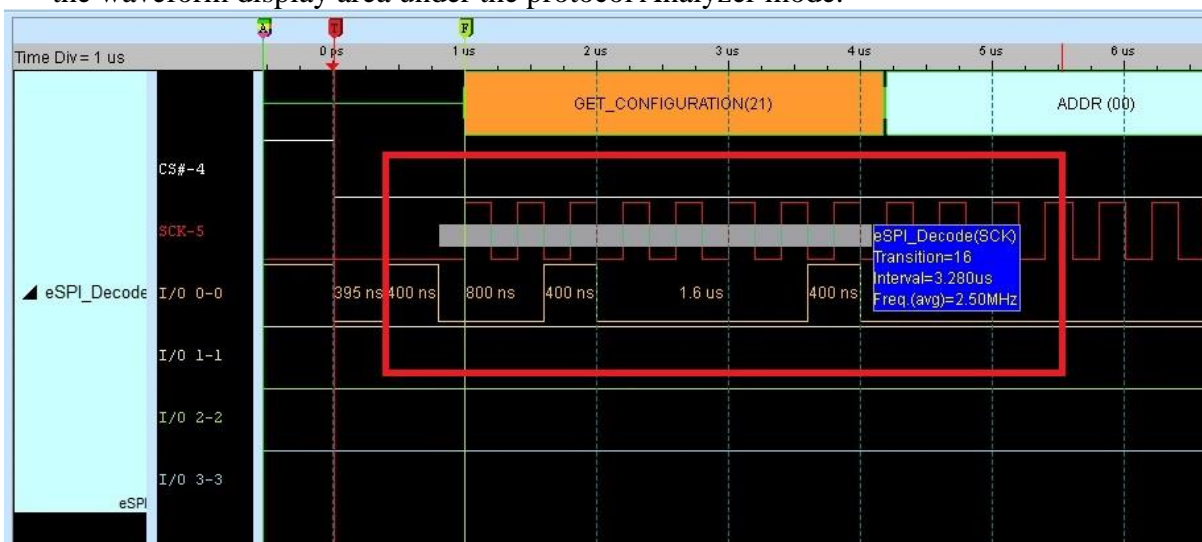 the waveform display area under the protocol Analyzer mode.
A T F
Time Div = 1 us 0 ps 1 us 2 us 3 us 4 us 5 us 6 us
GET_CONFIGURATION(21) ADDR (00)
CS#-4
SCK-5
eSPI_Decode(SCK)
Transition=16
Interval=3.280us
Freq.(avg)=2.50MHz
eSPI_Decode I/O 0-0 395 ns 400 ns 800 ns 400 ns 1.6 us 400 ns
I/O 1-1
I/O 2-2
I/O 3-3
eSPI